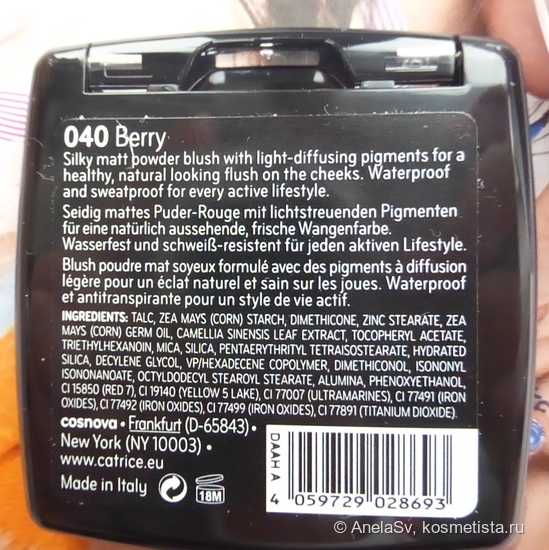 040 Berry
Silky matt powder blush with light-diffusing pigments for a
healthy, natural looking flush on the cheeks. Waterproof
and sweatproof for every active lifestyle.
Seidig mattes Puder-Rouge mit lichtstreuenden Pigmenten
für eine natürlich aussehende, frische Wangenfarbe.
Wasserfest und schweiß-resistent für jeden aktiven Lifestyle.
Blush poudre mat soyeux formulé avec des pigments à diffusion
légère pour un éclat naturel et sain sur les joues. Waterproof
et antitranspirante pour un style de vie actif.
INGREDIENTS: TALC, ZEA MAYS (CORN) STARCH, DIMETHICONE, ZINC STEARATE, ZEA
MAYS (CORN) GERM OIL, CAMELLIA SINENSIS LEAF EXTRACT, TOCOPHERYL ACETATE,
TRIETHYLHEXANOIN, MICA, SILICA, PENTAERYTHRITYL TETRAISOSTEARATE, HYDRATED
SILICA, DECYLENE GLYCOL, VP/HEXADECENE COPOLYMER, DIMETHICONOL, ISONONYL
ISONONANOATE, OCTYLDODECYL STEAROYL STEARATE, ALUMINA, PHENOXYETHANOL,
CI 15850 (RED 7), CI 19140 (YELLOW 5 LAKE), CI 77007 (ULTRAMARINES), CI 77491 (IRON
OXIDES), CI 77492 (IRON OXIDES), CI 77499 (IRON OXIDES), CI 77891 (TITANIUM DIOXIDE).
cosnova • Frankfurt (D-65843) •
New York (NY 10003) •
www.catrice.eu
Made in Italy
18M
DAAH A
4 059729 028693
© AnelaSv, kosmetista.ru